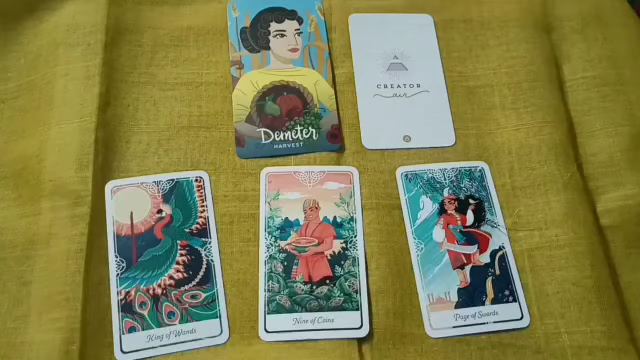 Demeter
HARVEST
CREATOR
air
King of Wands
Nine of Coins
Page of Swords